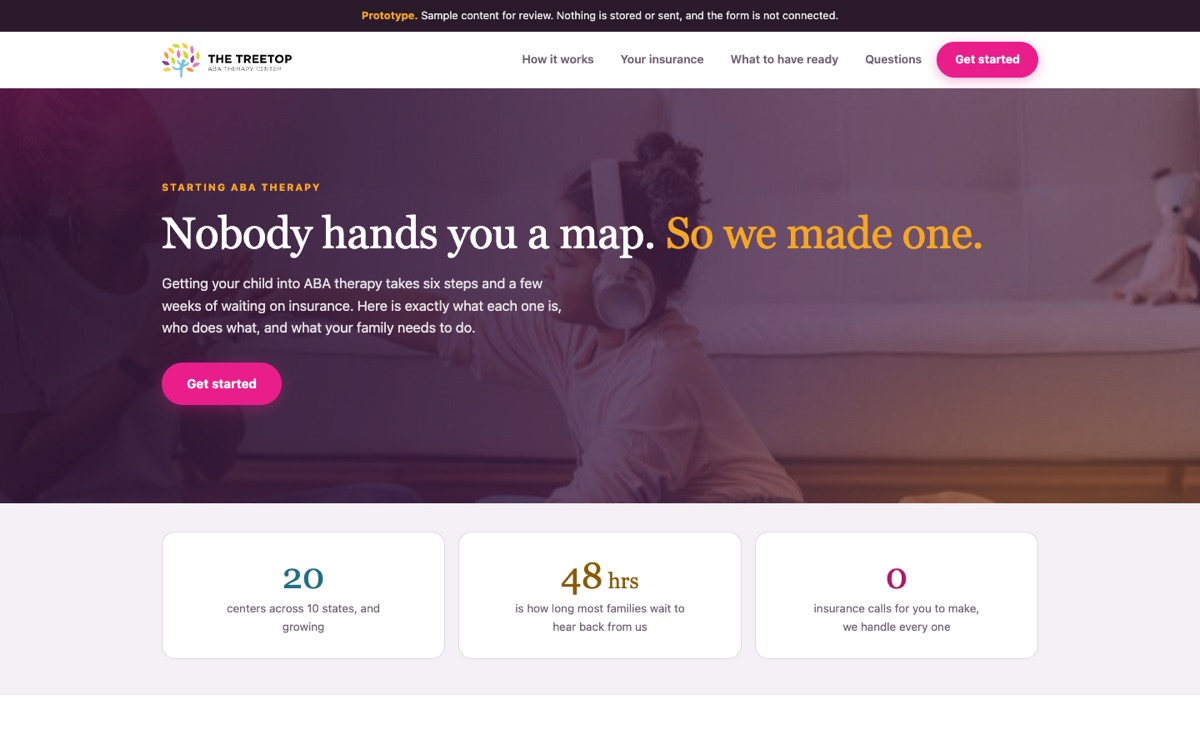 Prototype. Sample content for review. Nothing is stored or sent, and the form is not connected.
THE TREETOP
ABA THERAPY CENTER
How it works
Your insurance
What to have ready
Questions
Get started
STARTING ABA THERAPY
Nobody hands you a map. So we made one.
Getting your child into ABA therapy takes six steps and a few
weeks of waiting on insurance. Here is exactly what each one is,
who does what, and what your family needs to do.
Get started
20
centers across 10 states, and
growing
48 hrs
is how long most families wait to
hear back from us
0
insurance calls for you to make,
we handle every one